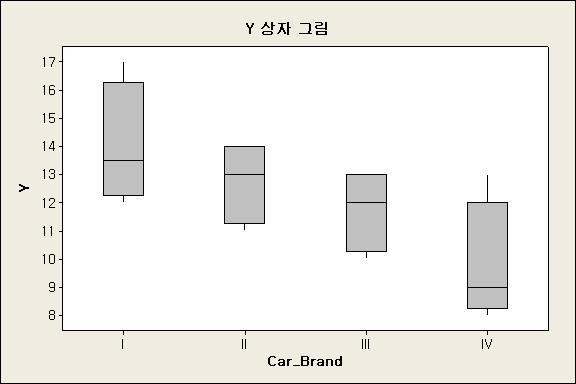 Y 상자 그림
17
16
15
14
13
12
11
10
9
8
Y
I II III IV
Car_Brand